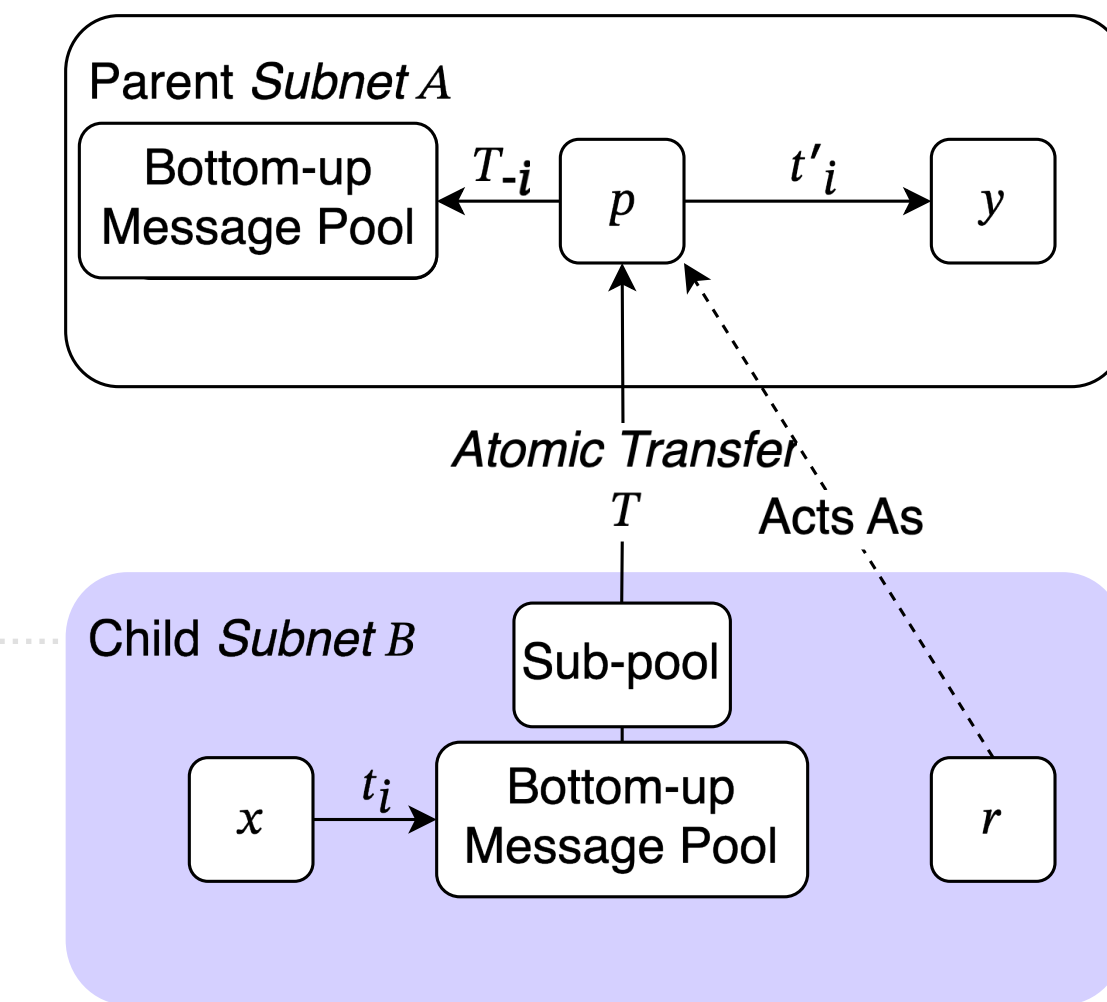 Parent Subnet A
Bottom-up
Message Pool
T-i
p
t′i
y
Atomic Transfer
T
Acts As
Child Subnet B
Sub-pool
x
ti
Bottom-up
Message Pool
r